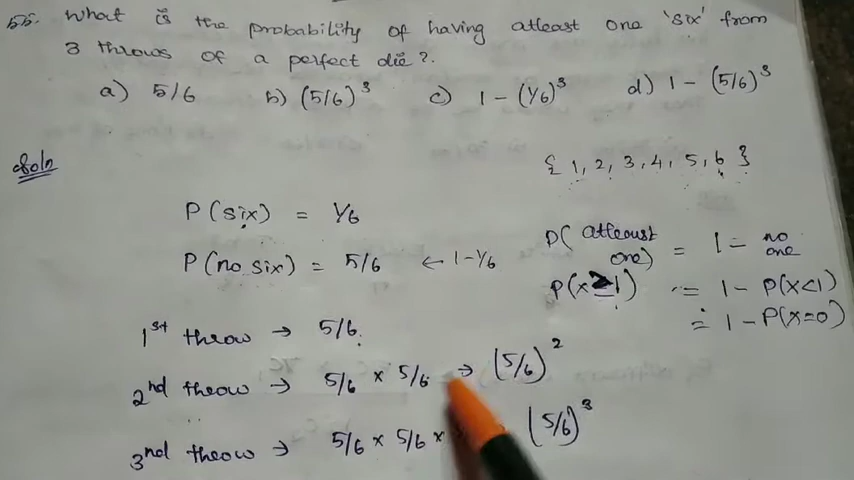 55. What is the probability of having atleast one 'six' from
3 throws of a perfect die?
a) 5/6 b) (5/6)³ c) 1 - (1/6)³ d) 1 - (5/6)³
Soln
{ 1, 2, 3, 4, 5, 6 }
P(six) = 1/6
P(no six) = 5/6 ← 1-1/6
P( atleast one) = 1 - no one
P(x≥1) = 1 - P(x<1)
= 1 - P(x=0)
1st throw → 5/6
2nd throw → 5/6 × 5/6 → (5/6)²
3nd throw → 5/6 × 5/6 × (5/6)³